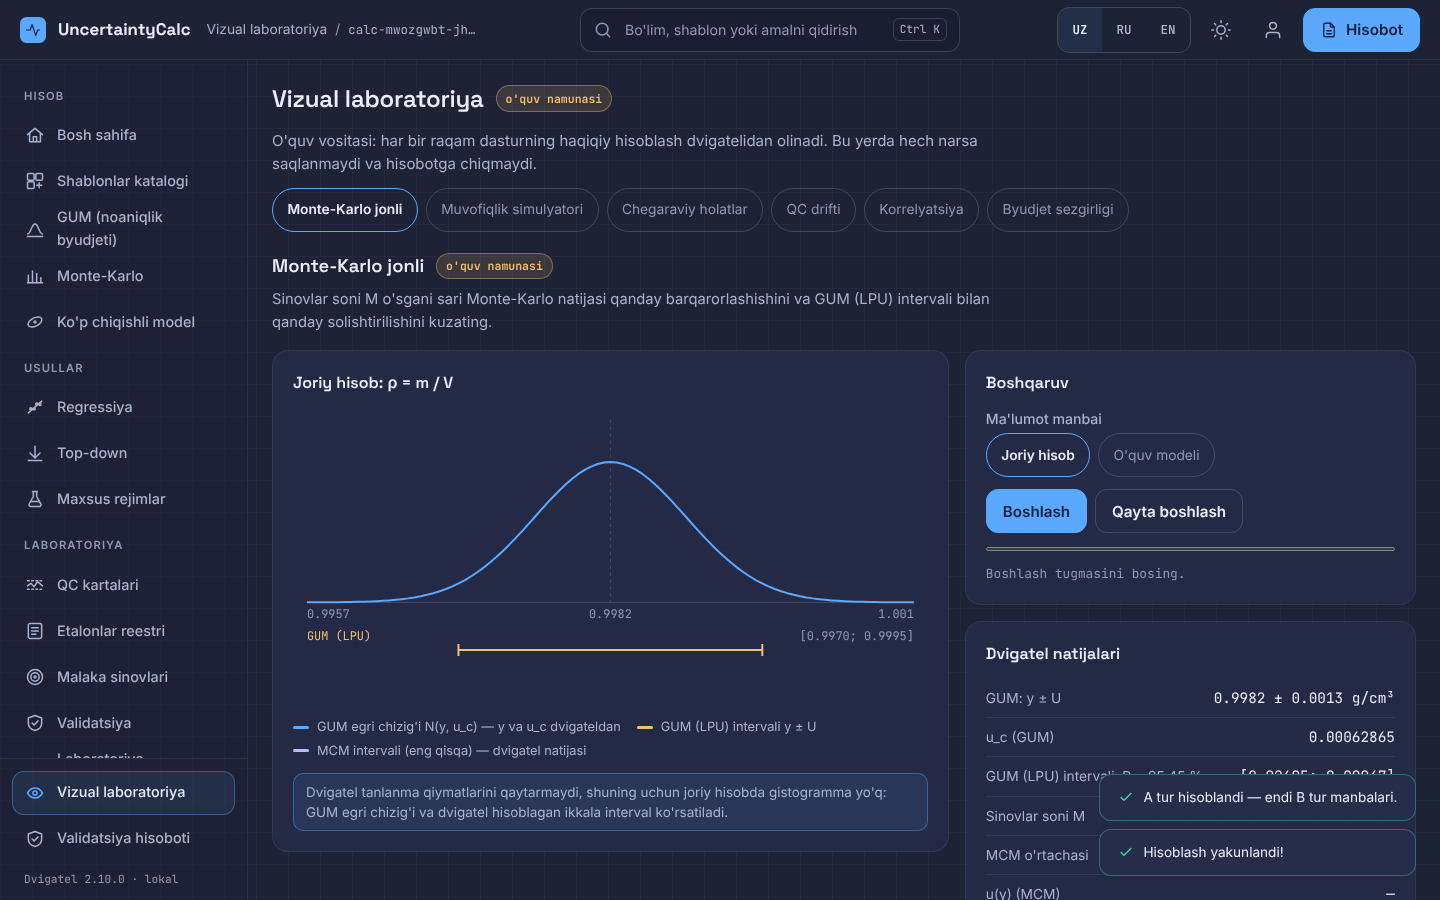 UncertaintyCalc
Vizual laboratoriya / calc-mwozgwbt-jh…
Bo'lim, shablon yoki amalni qidirish
Ctrl K
UZ
RU
EN
Hisobot
HISOB
Bosh sahifa
Shablonlar katalogi
GUM (noaniqlik
byudjeti)
Monte-Karlo
Ko'p chiqishli model
USULLAR
Regressiya
Top-down
Maxsus rejimlar
LABORATORIYA
QC kartalari
Etalonlar reestri
Malaka sinovlari
Validatsiya
Vizual laboratoriya
Validatsiya hisoboti
Dvigatel 2.10.0 · lokal
Vizual laboratoriya
o'quv namunasi
O'quv vositasi: har bir raqam dasturning haqiqiy hisoblash dvigatelidan olinadi. Bu yerda hech narsa
saqlanmaydi va hisobotga chiqmaydi.
Monte-Karlo jonli
Muvofiqlik simulyatori
Chegaraviy holatlar
QC drifti
Korrelyatsiya
Byudjet sezgirligi
Monte-Karlo jonli
o'quv namunasi
Sinovlar soni M o'sgani sari Monte-Karlo natijasi qanday barqarorlashishini va GUM (LPU) intervali bilan
qanday solishtirilishini kuzating.
Joriy hisob: ρ = m / V
0.9957
0.9982
1.001
GUM (LPU)
[0.9970; 0.9995]
GUM egri chizig'i N(y, u_c) — y va u_c dvigateldan
GUM (LPU) intervali y ± U
MCM intervali (eng qisqa) — dvigatel natijasi
Dvigatel tanlanma qiymatlarini qaytarmaydi, shuning uchun joriy hisobda gistogramma yo'q:
GUM egri chizig'i va dvigatel hisoblagan ikkala interval ko'rsatiladi.
Boshqaruv
Ma'lumot manbai
Joriy hisob
O'quv modeli
Boshlash
Qayta boshlash
Boshlash tugmasini bosing.
Dvigatel natijalari
GUM: y ± U
0.9982 ± 0.0013 g/cm³
u_c (GUM)
0.00062865
GUM (LPU)
Sinovlar soni M
MCM o'rtachasi
u(y) (MCM)
—
A tur hisoblandi — endi B tur manbalari.
Hisoblash yakunlandi!